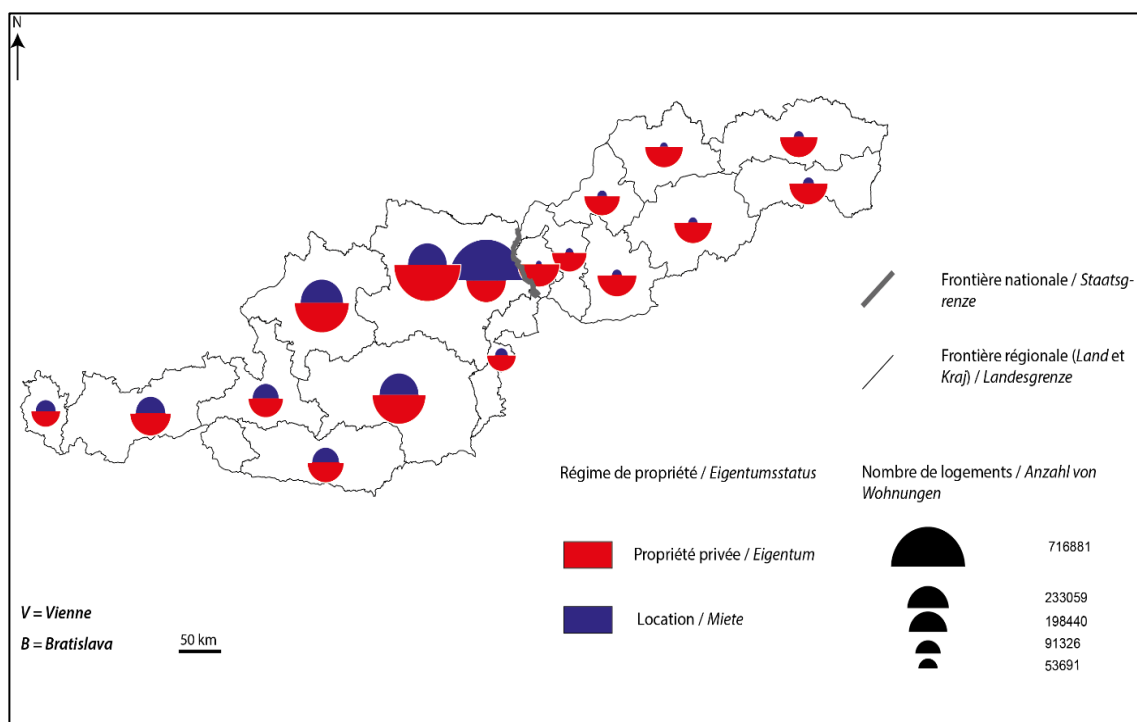 N
Frontière nationale / Staatsg-
renze
Frontière régionale (Land et
Kraj) / Landesgrenze
Régime de propriété / Eigentumsstatus
Propriété privée / Eigentum
Location / Miete
Nombre de logements / Anzahl von
Wohnungen
716881
233059
198440
91326
53691
V = Vienne
B = Bratislava
50 km